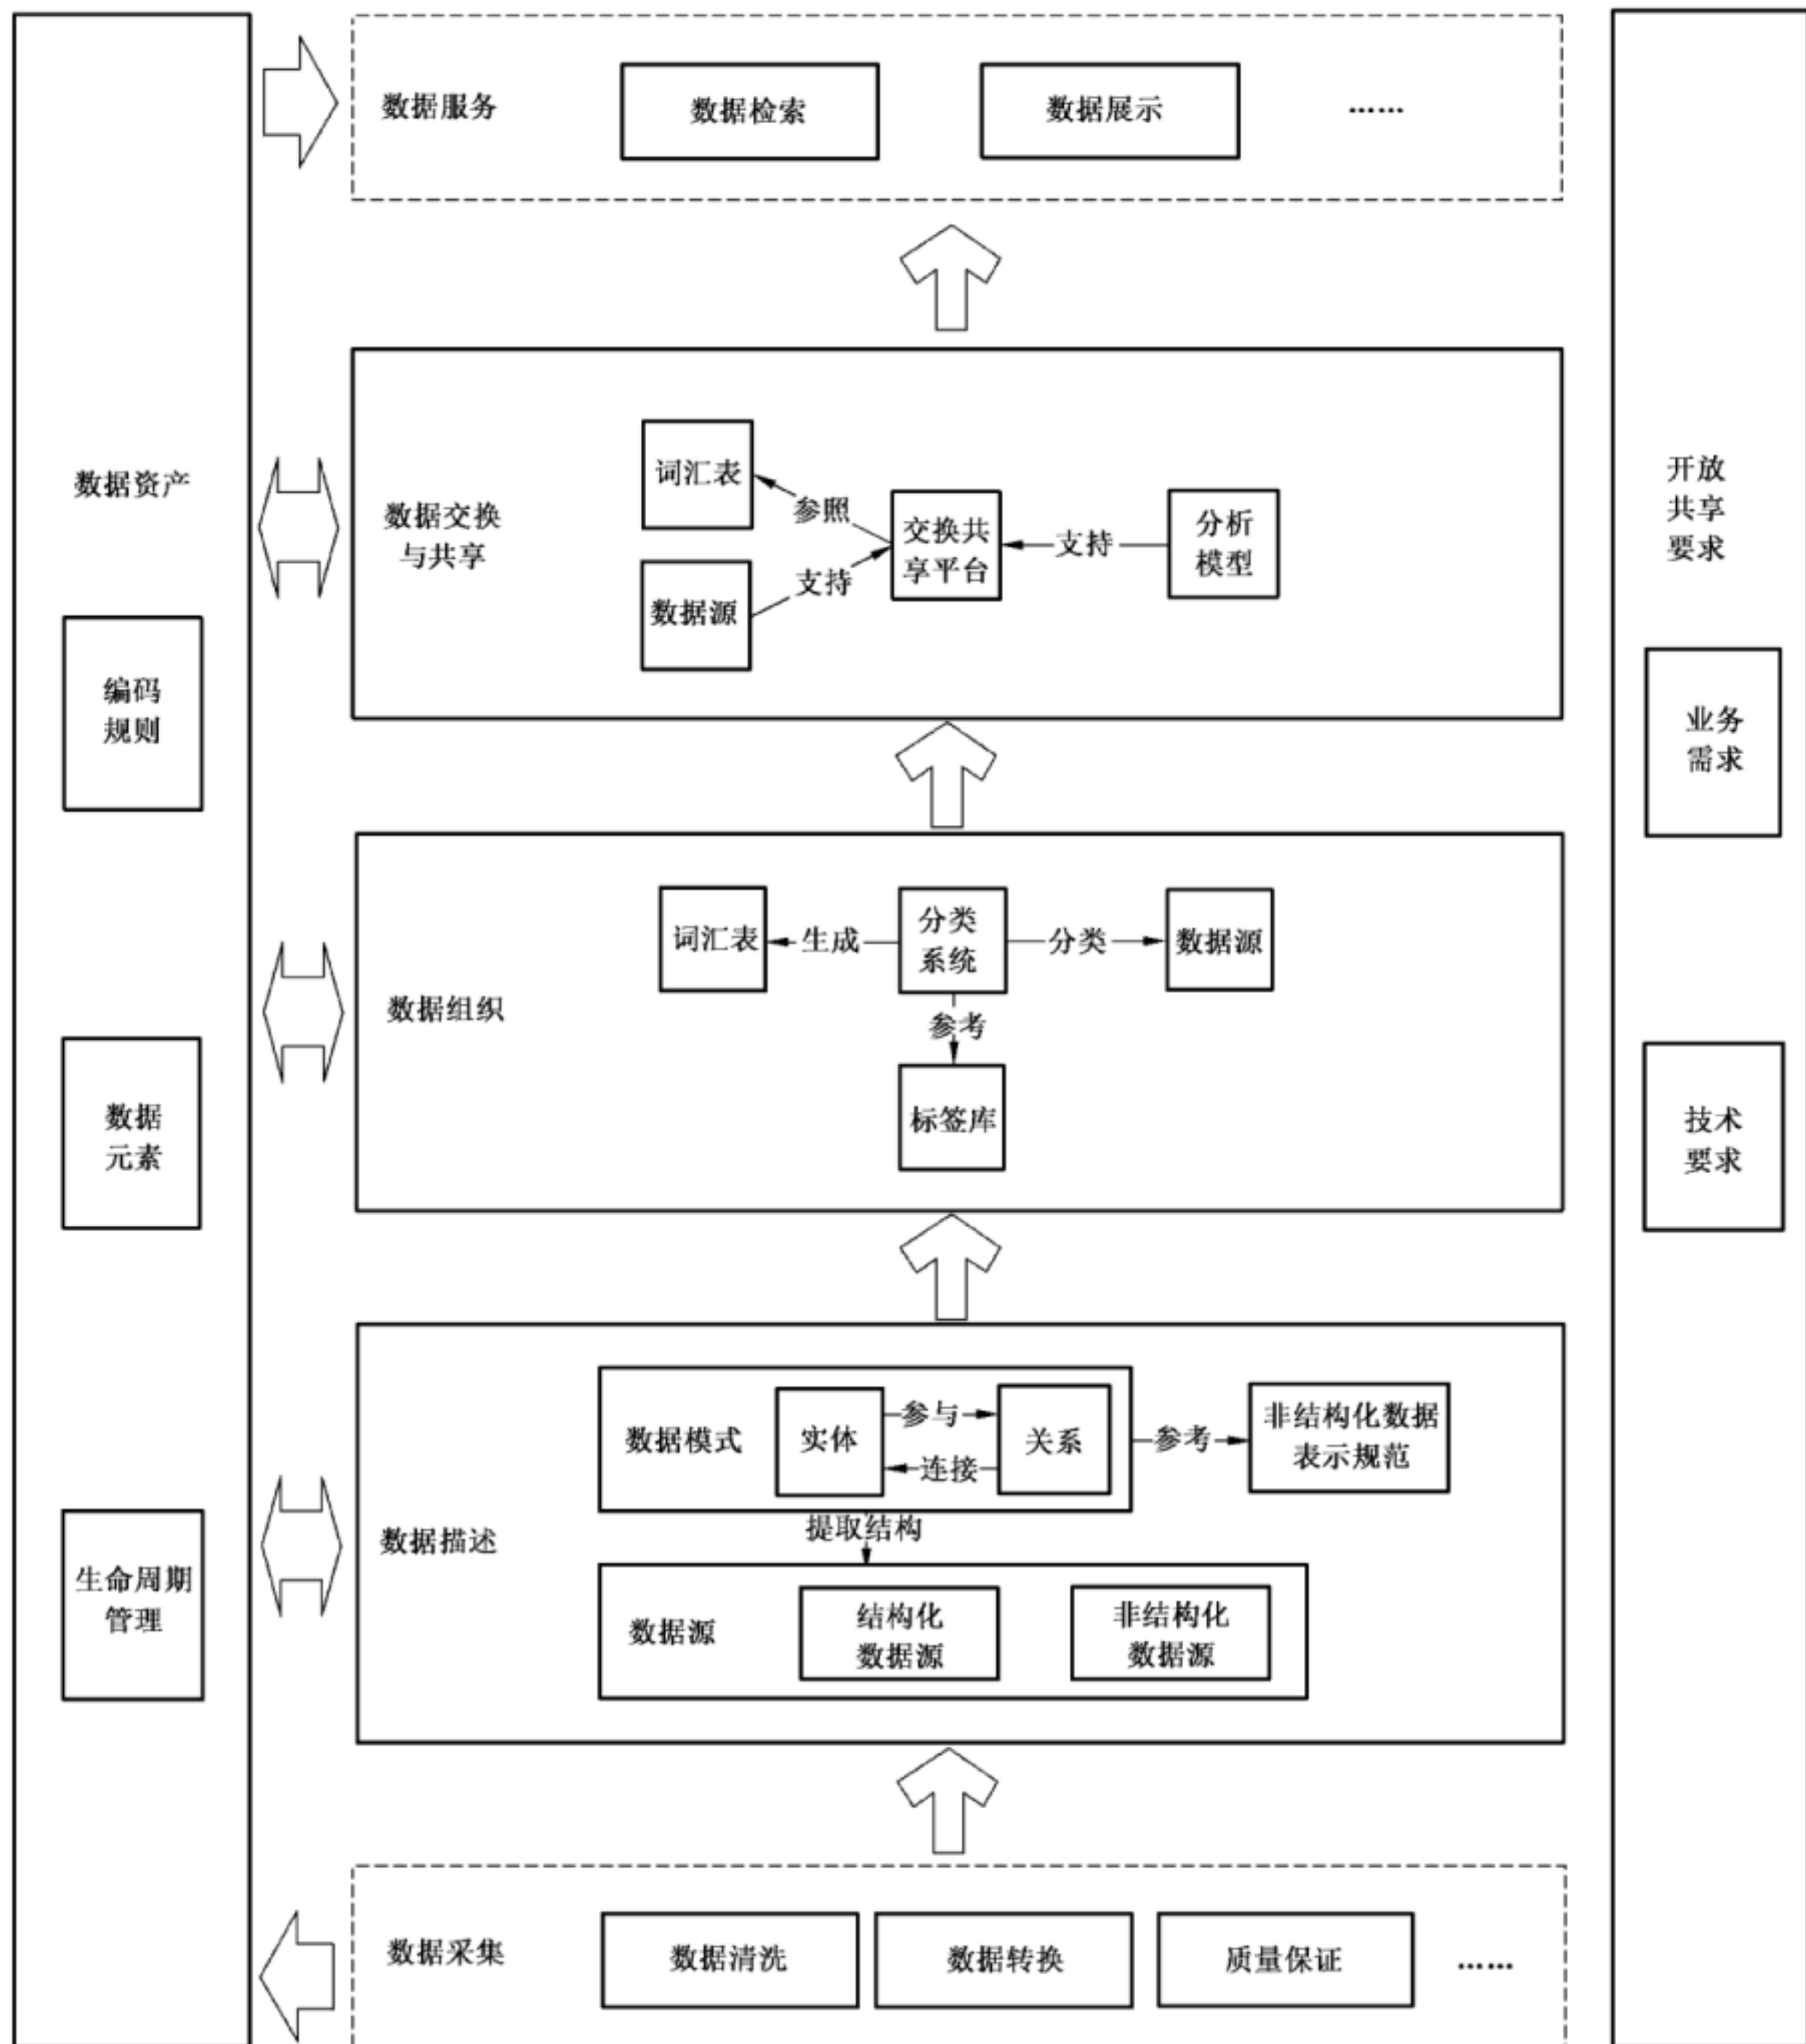 数据服务
数据检索
数据展示
……
数据资产
编码
规则
数据
元素
生命周期
管理
数据交换
与共享
词汇表
参照
交换共
享平台
支持
分析
模型
支持
数据源
数据组织
词汇表
生成
分类
系统
分类
数据源
参考
标签库
数据描述
数据模式
实体
参与
连接
关系
参考
非结构化数据
表示规范
提取结构
数据源
结构化
数据源
非结构化
数据源
数据采集
数据清洗
数据转换
质量保证
……
开放
共享
要求
业务
需求
技术
要求